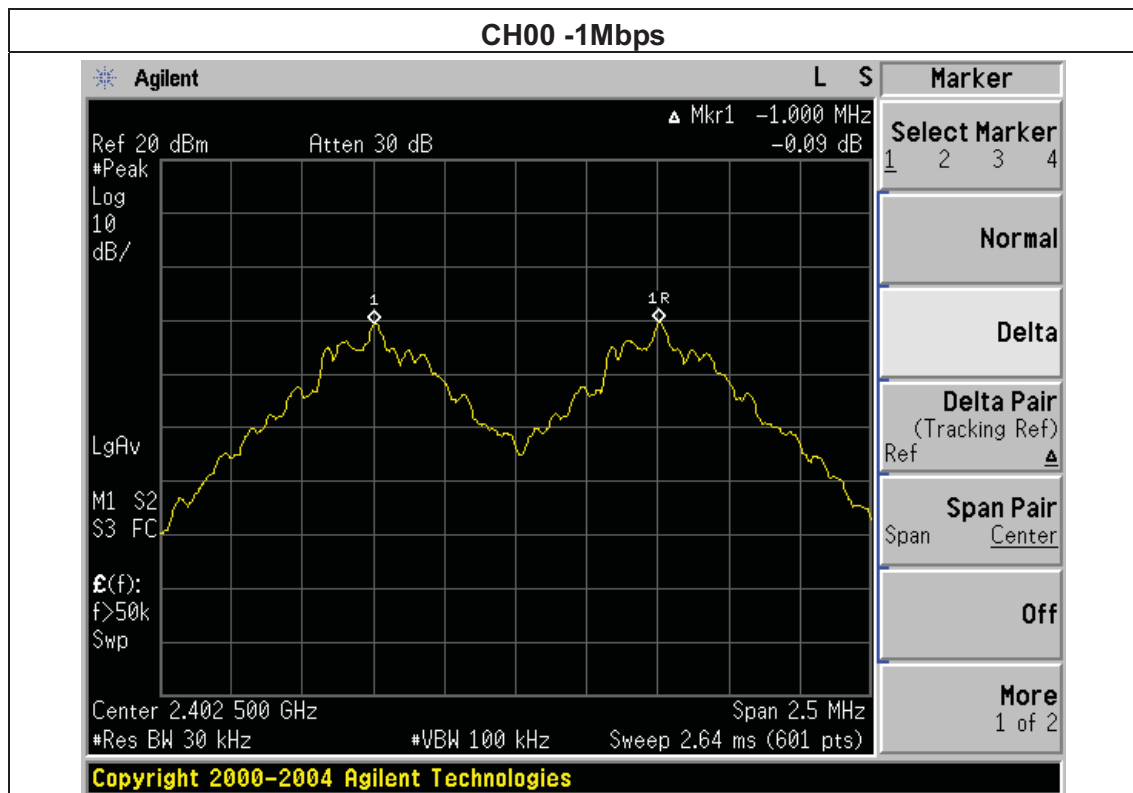 CH00 -1Mbps
Agilent L S
Marker
Δ Mkr1 -1.000 MHz
Ref 20 dBm Atten 30 dB -0.09 dB
#Peak
Log
10
dB/
1
1R
LgAv
M1 S2
S3 FC
£(f):
f>50k
Swp
Center 2.402 500 GHz Span 2.5 MHz
#Res BW 30 kHz #VBW 100 kHz Sweep 2.64 ms (601 pts)
Copyright 2000-2004 Agilent Technologies
Select Marker
1 2 3 4
Normal
Delta
Delta Pair
(Tracking Ref)
Ref Δ
Span Pair
Span Center
Off
More
1 of 2